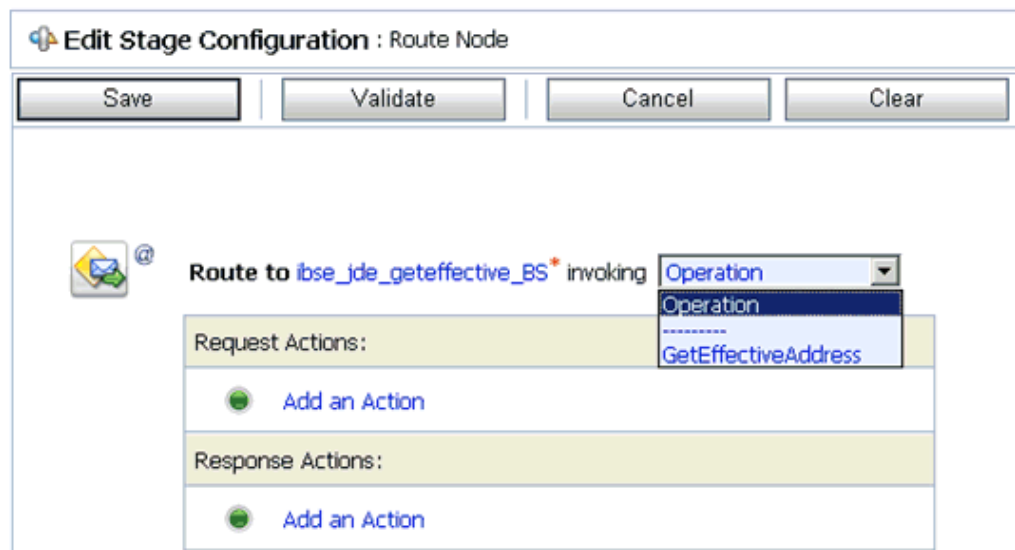 Edit Stage Configuration : Route Node
Save Validate Cancel Clear
@
Route to ibse_jde_geteffective_BS* invoking Operation
Operation
---------
GetEffectiveAddress
Request Actions:
Add an Action
Response Actions:
Add an Action